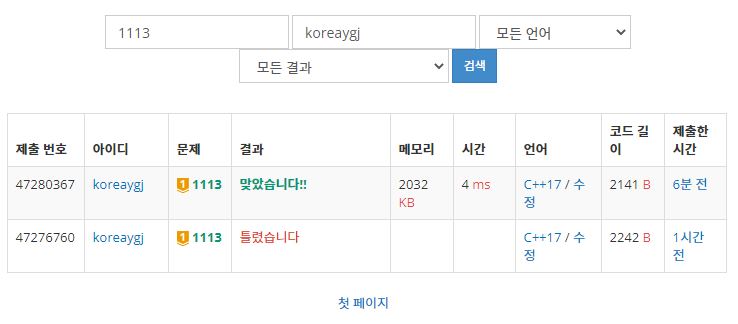 1113 koreaygj 모든 언어
모든 결과 검색
제출 번호 아이디 문제 결과 메모리 시간 언어 코드 길이 제출한 시간
47280367 koreaygj 1 1113 맞았습니다!! 2032 KB 4 ms C++17 / 수정 2141 B 6분 전
47276760 koreaygj 1 1113 틀렸습니다 C++17 / 수정 2242 B 1시간 전
첫 페이지